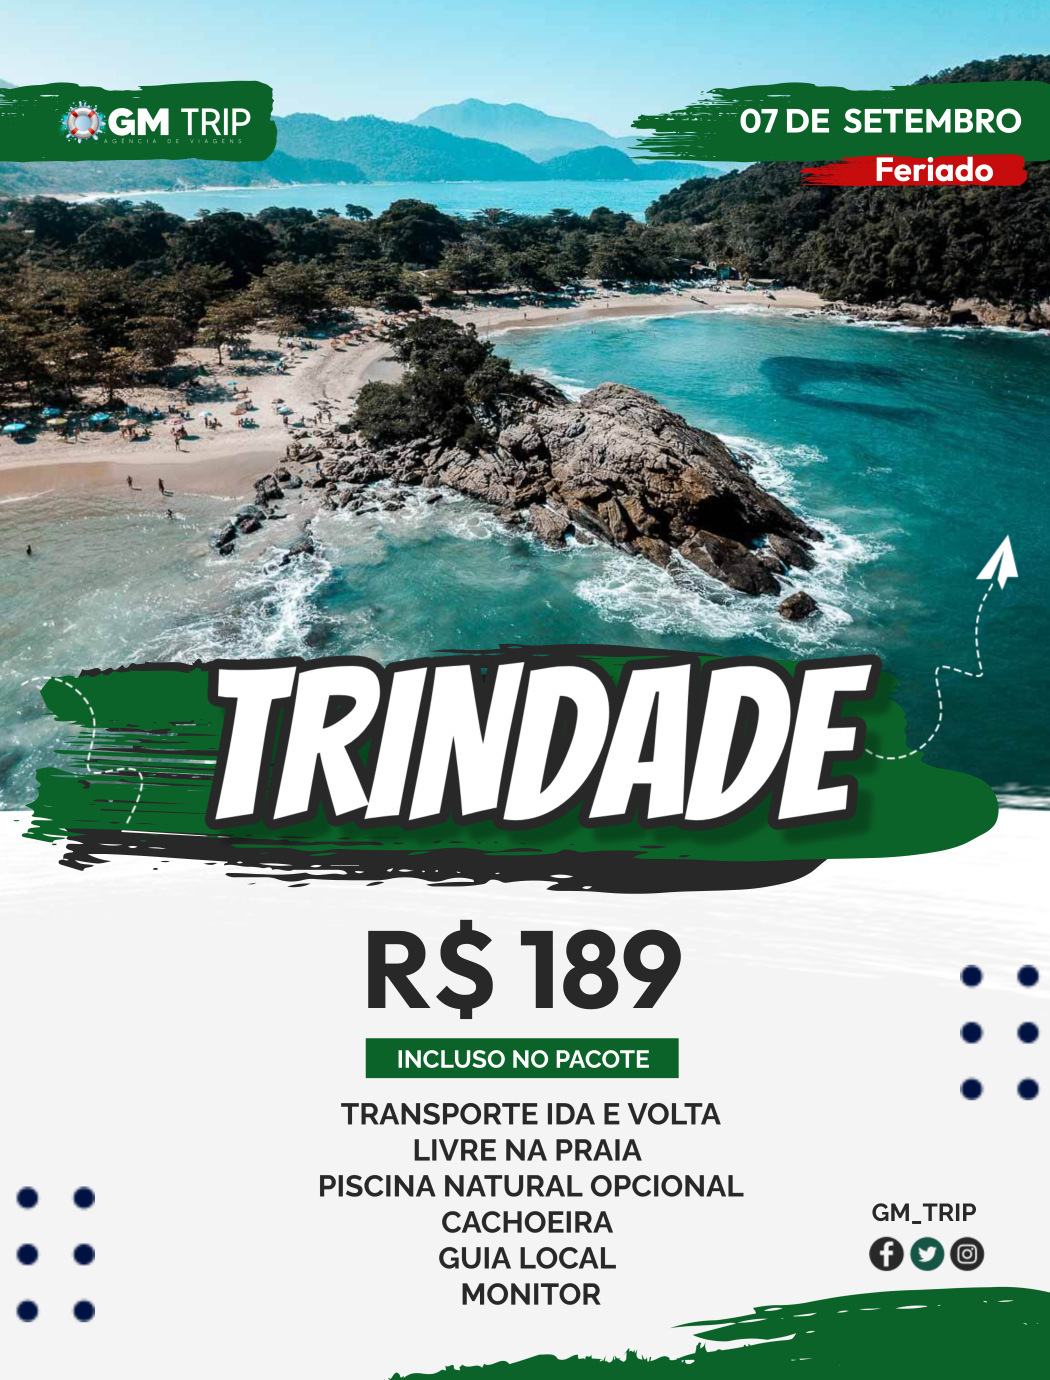 GM TRIP
AGÊNCIA DE VIAGENS
07 DE SETEMBRO
Feriado
TRINDADE
R$ 189
INCLUSO NO PACOTE
TRANSPORTE IDA E VOLTA
LIVRE NA PRAIA
PISCINA NATURAL OPCIONAL
CACHOEIRA
GUIA LOCAL
MONITOR
GM_TRIP